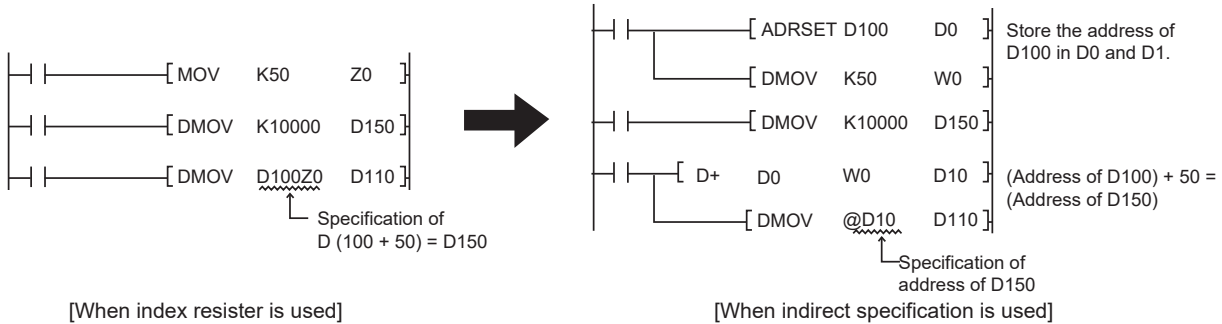 [ MOV K50 Z0 ]
[ DMOV K10000 D150 ]
[ DMOV D100Z0 D110 ]
Specification of
D (100 + 50) = D150
[When index resister is used]
[ ADRSET D100 D0 ]
Store the address of
D100 in D0 and D1.
[ DMOV K50 W0 ]
[ DMOV K10000 D150 ]
[ D+ D0 W0 D10 ]
(Address of D100) + 50 =
(Address of D150)
[ DMOV @D10 D110 ]
Specification of
address of D150
[When indirect specification is used]